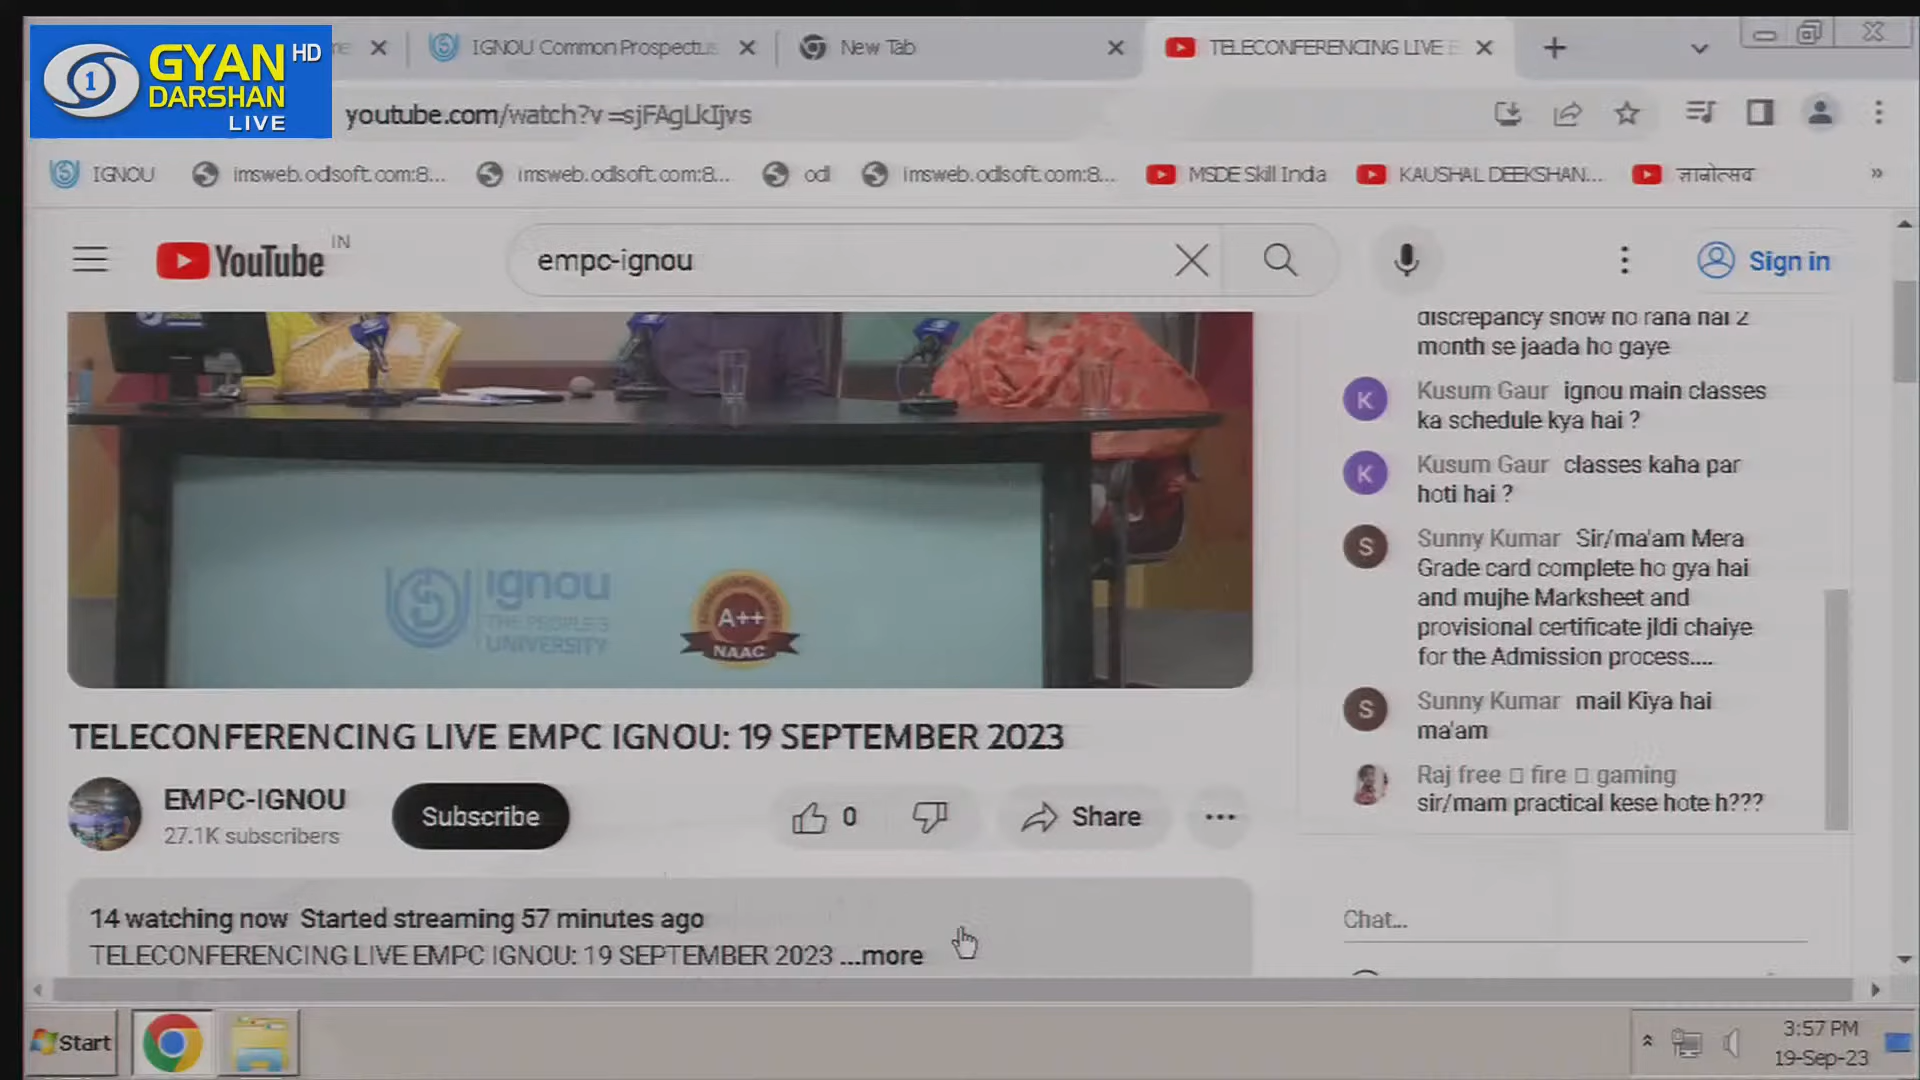 GYAN HD
DARSHAN
LIVE
1
IGNOU Common Prospectus
New Tab
TELECONFERENCING LIVE E
youtube.com/watch?v=sjFAgLkIjvs
IGNOU
imsweb.odlsoft.com:8...
imsweb.odlsoft.com:8...
odl
imsweb.odlsoft.com:8...
MSDE Skill India
KAUSHAL DEEKSHAN...
ज्ञानोत्सव
»
YouTube IN
empc-ignou
Sign in
discrepancy show ho raha hai 2
month se jaada ho gaye
K Kusum Gaur ignou main classes
ka schedule kya hai ?
K Kusum Gaur classes kaha par
hoti hai ?
S Sunny Kumar Sir/ma'am Mera
Grade card complete ho gya hai
and mujhe Marksheet and
provisional certificate jldi chaiye
for the Admission process....
S Sunny Kumar mail Kiya hai
ma'am
Raj free fire gaming
sir/mam practical kese hote h???
Chat...
ignou
THE PEOPLE'S
UNIVERSITY
A++
NAAC
TELECONFERENCING LIVE EMPC IGNOU: 19 SEPTEMBER 2023
EMPC-IGNOU
27.1K subscribers
Subscribe
0
Share
14 watching now Started streaming 57 minutes ago
TELECONFERENCING LIVE EMPC IGNOU: 19 SEPTEMBER 2023 ...more
Start
3:57 PM
19-Sep-23